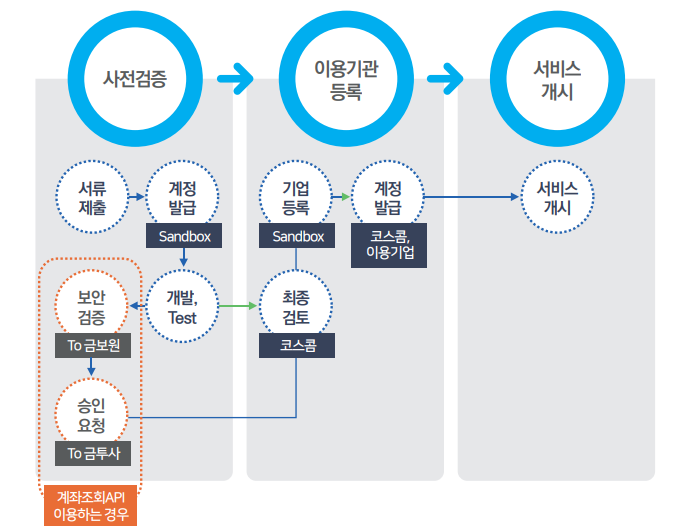 사전검증
이용기관
등록
서비스
개시
서류
제출
계정
발급
Sandbox
기업
등록
Sandbox
계정
발급
코스콤,
이용기업
서비스
개시
보안
검증
To 금보원
개발,
Test
최종
검토
코스콤
승인
요청
To 금투사
계좌조회API
이용하는 경우